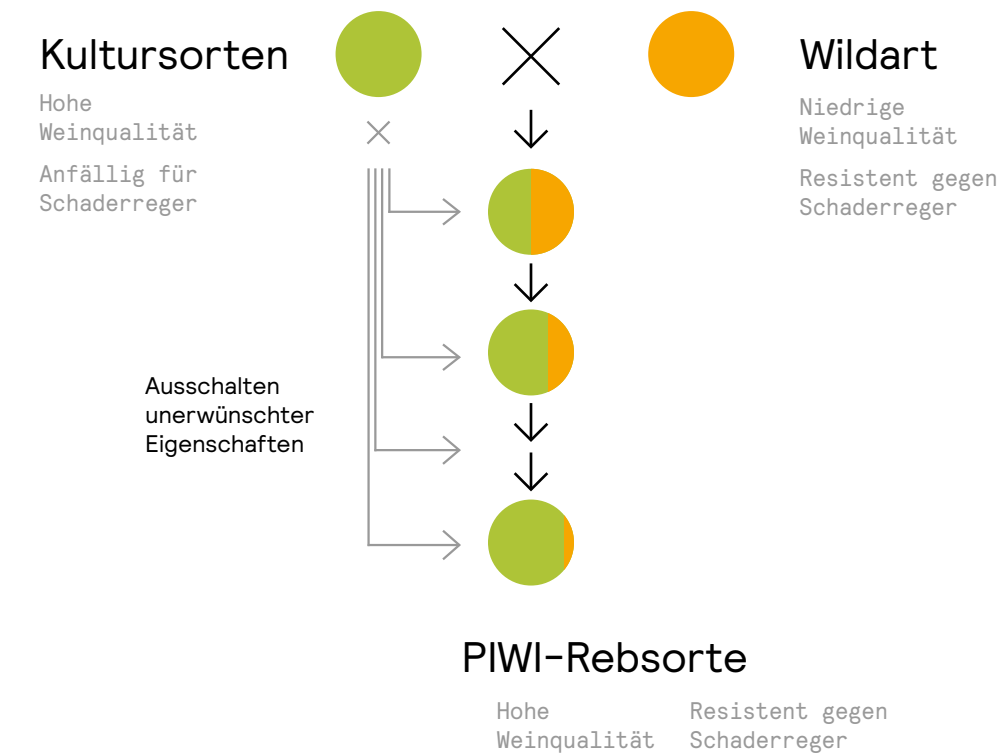 Kultursorten
Hohe
Weinqualität
Anfällig für
Schaderreger
Wildart
Niedrige
Weinqualität
Resistent gegen
Schaderreger
Ausschalten
unerwünschter
Eigenschaften
PIWI-Rebsorte
Hohe
Weinqualität
Resistent gegen
Schaderreger